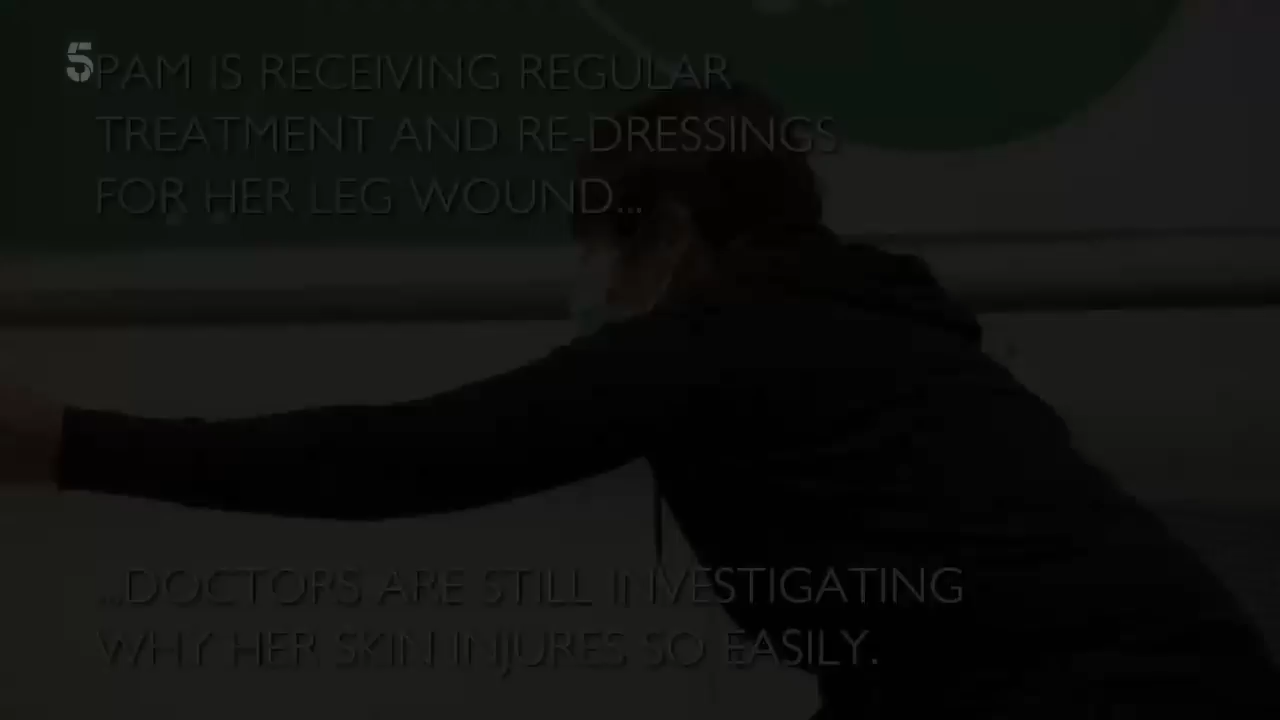 5
PAM IS RECEIVING REGULAR
TREATMENT AND RE-DRESSINGS
FOR HER LEG WOUND...
...DOCTORS ARE STILL INVESTIGATING
WHY HER SKIN INJURES SO EASILY.